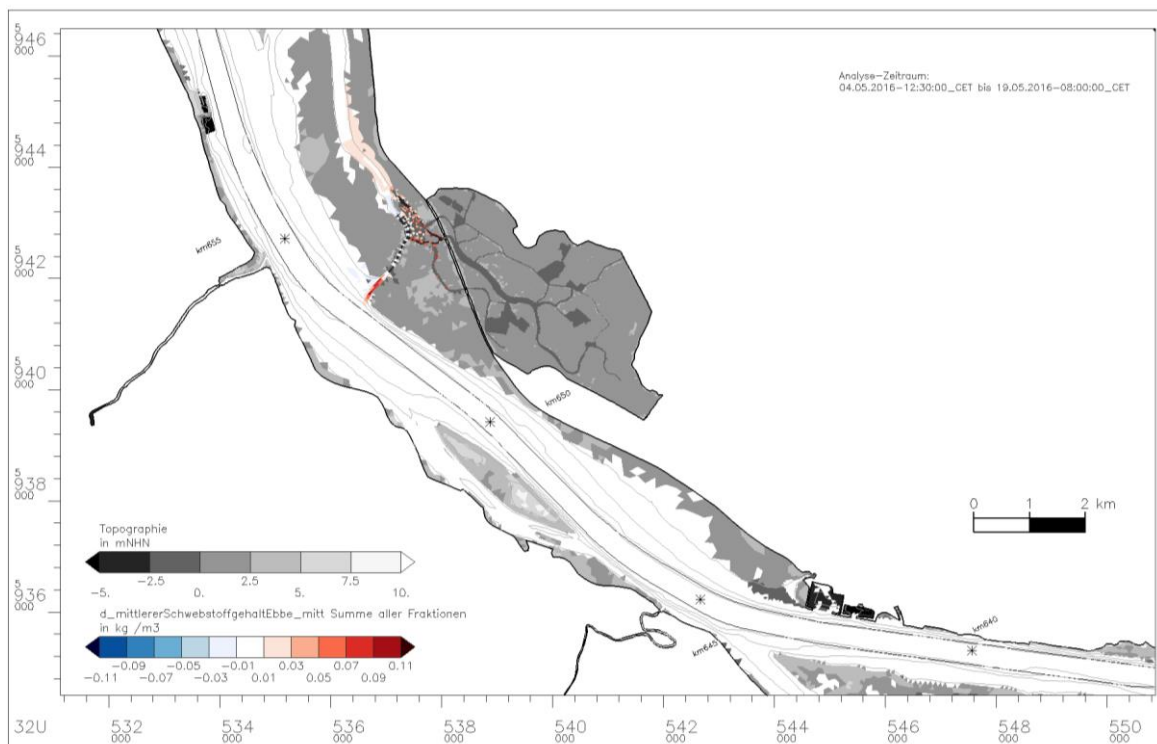 5 946 000
Analyse-Zeitraum:
04.05.2016-12:30:00_CET bis 19.05.2016-08:00:00_CET
5 944 000
km655
5 942 000
5 940 000
km650
5 938 000
0 1 2 km
Topographie
in mNHN
-2.5 2.5 7.5
-5. 0. 5. 10.
5 936 000
d_mittlererSchwebstoffgehaltEbbe_mitt Summe aller Fraktionen
in kg /m3
km640
km645
-0.09 -0.05 -0.01 0.03 0.07 0.11
-0.11 -0.07 -0.03 0.01 0.05 0.09
32U 532 000 534 000 536 000 538 000 540 000 542 000 544 000 546 000 548 000 550 000